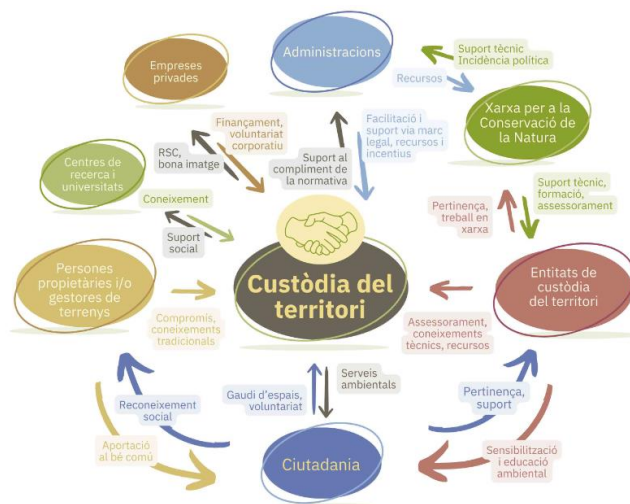 Empreses
privades
Administracions
Suport tècnic
Incidència política
Recursos
Xarxa per a la
Conservació de
la Natura
Finançament,
voluntariat
corporatiu
Facilitació i
suport via marc
legal, recursos i
incentius
RSC,
bona imatge
Suport al
compliment de
la normativa
Centres de
recerca i
universitats
Coneixement
Suport
social
Pertinença,
treball en
xarxa
Suport tècnic,
formació,
assessorament
Persones
propietàries i/o
gestores de
terrenys
Custòdia del
territori
Entitats de
custòdia
del territori
Compromís,
coneixements
tradicionals
Assessorament,
coneixements
tècnics, recursos
Gaudi d'espais,
voluntariat
Serveis
ambientals
Reconeixement
social
Pertinença,
suport
Aportació
al bé comú
Ciutadania
Sensibilització
i educació
ambiental